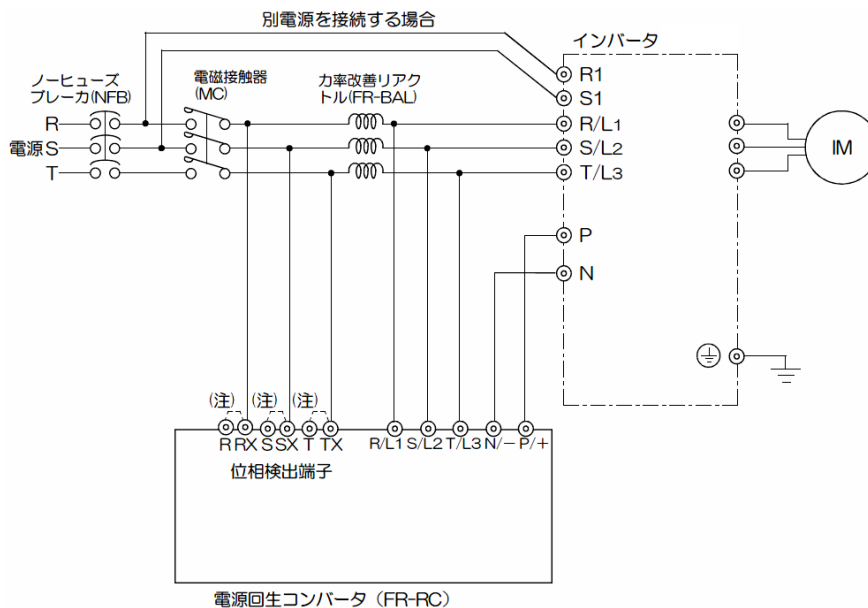 別電源を接続する場合
インバータ
ノーヒューズ
ブレーカ(NFB)
電磁接触器
(MC)
力率改善リアク
トル(FR-BAL)
R1
S1
R
R/L1
電源 S
S/L2
T
T/L3
IM
P
N
(注) (注) (注)
R RX S SX T TX R/L1 S/L2 T/L3 N/− P/+
位相検出端子
電源回生コンバータ（FR-RC）